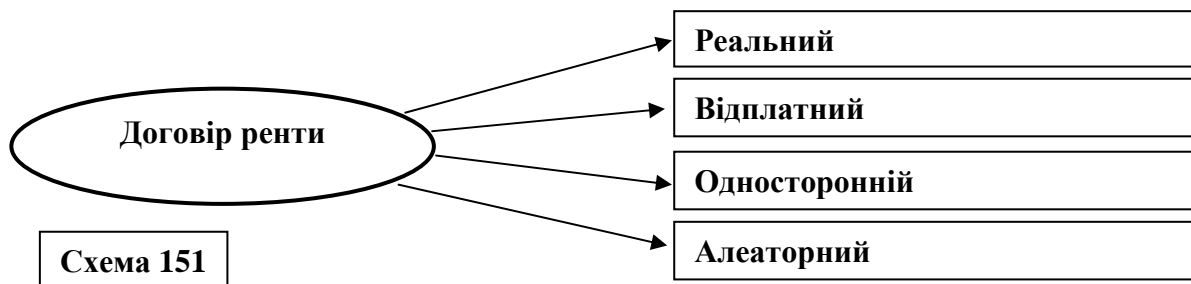 Договір ренти
Реальний
Відплатний
Односторонній
Алеаторний
Схема 151